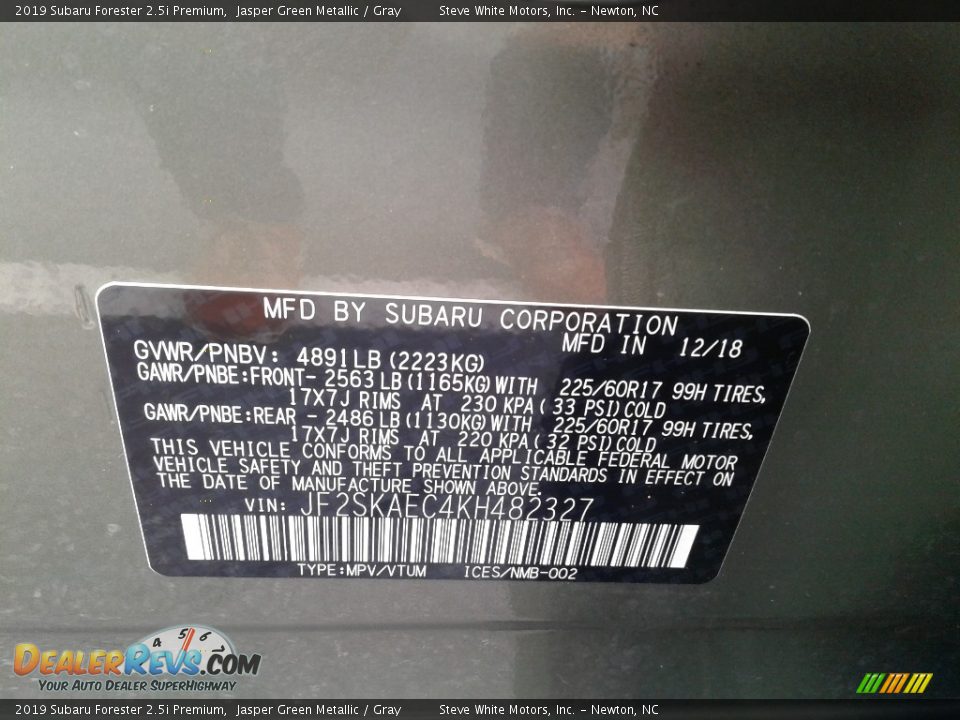 2019 Subaru Forester 2.5i Premium, Jasper Green Metallic / Gray Steve White Motors, Inc. - Newton, NC
MFD BY SUBARU CORPORATION
MFD IN 12/18
GVWR/PNBV: 4891LB (2223KG)
GAWR/PNBE:FRONT- 2563LB (1165KG) WITH 225/60R17 99H TIRES,
17X7J RIMS AT 230 KPA ( 33 PSI) COLD
GAWR/PNBE:REAR - 2486LB (1130KG) WITH 225/60R17 99H TIRES,
17X7J RIMS AT 220 KPA ( 32 PSI) COLD
THIS VEHICLE CONFORMS TO ALL APPLICABLE FEDERAL MOTOR
VEHICLE SAFETY AND THEFT PREVENTION STANDARDS IN EFFECT ON
THE DATE OF MANUFACTURE SHOWN ABOVE.
VIN: JF2SKAEC4KH482327
TYPE:MPV/VTUM ICES/NMB-002
4 5 6
DealerRevs.com
Your Auto Dealer SuperHighway
2019 Subaru Forester 2.5i Premium, Jasper Green Metallic / Gray Steve White Motors, Inc. - Newton, NC